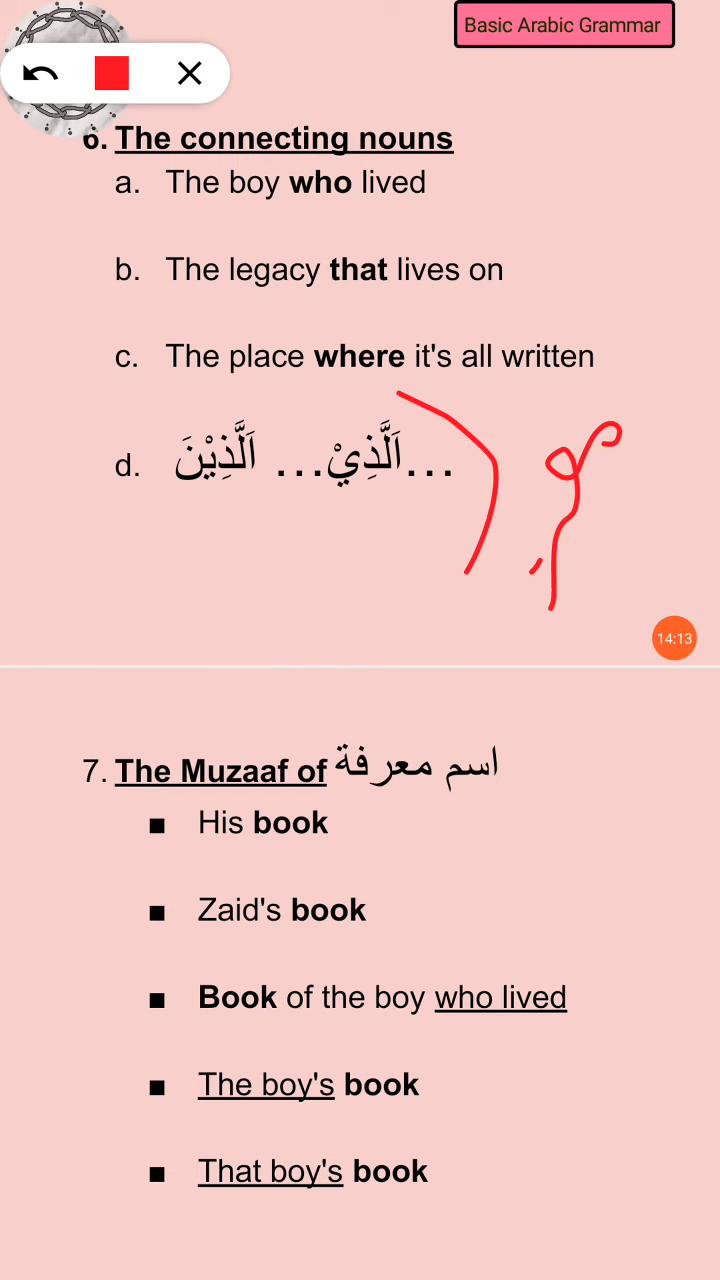 Basic Arabic Grammar
6. The connecting nouns
a. The boy who lived
b. The legacy that lives on
c. The place where it's all written
d. اَلَّذِيْنَ ...اَلَّذِيْ...
14:13
7. The Muzaaf of اسم معرفة
■ His book
■ Zaid's book
■ Book of the boy who lived
■ The boy's book
■ That boy's book